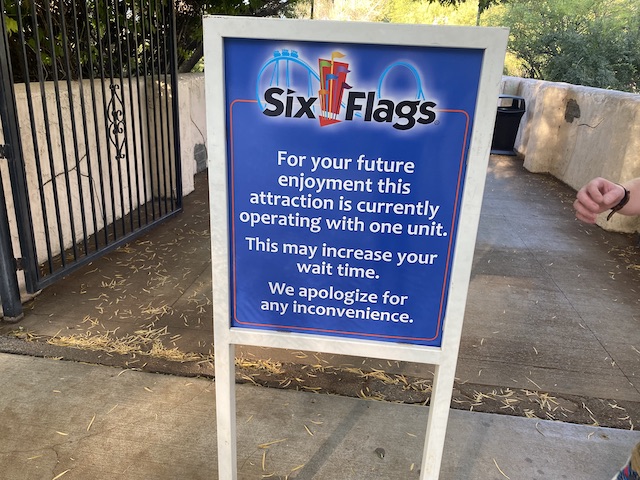 Six Flags
For your future
enjoyment this
attraction is currently
operating with one unit.
This may increase your
wait time.
We apologize for
any inconvenience.